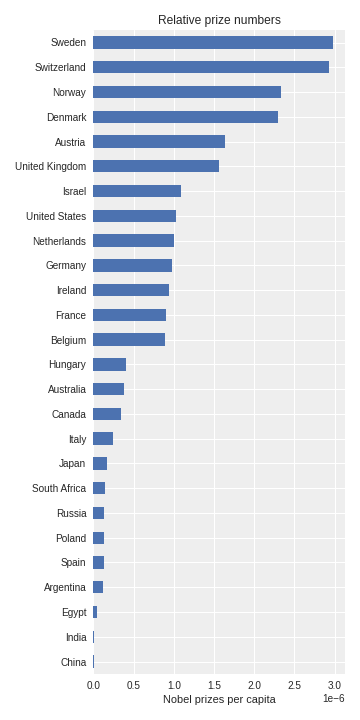 Relative prize numbers
Sweden
Switzerland
Norway
Denmark
Austria
United Kingdom
Israel
United States
Netherlands
Germany
Ireland
France
Belgium
Hungary
Australia
Canada
Italy
Japan
South Africa
Russia
Poland
Spain
Argentina
Egypt
India
China
0.0 0.5 1.0 1.5 2.0 2.5 3.0
1e−6
Nobel prizes per capita